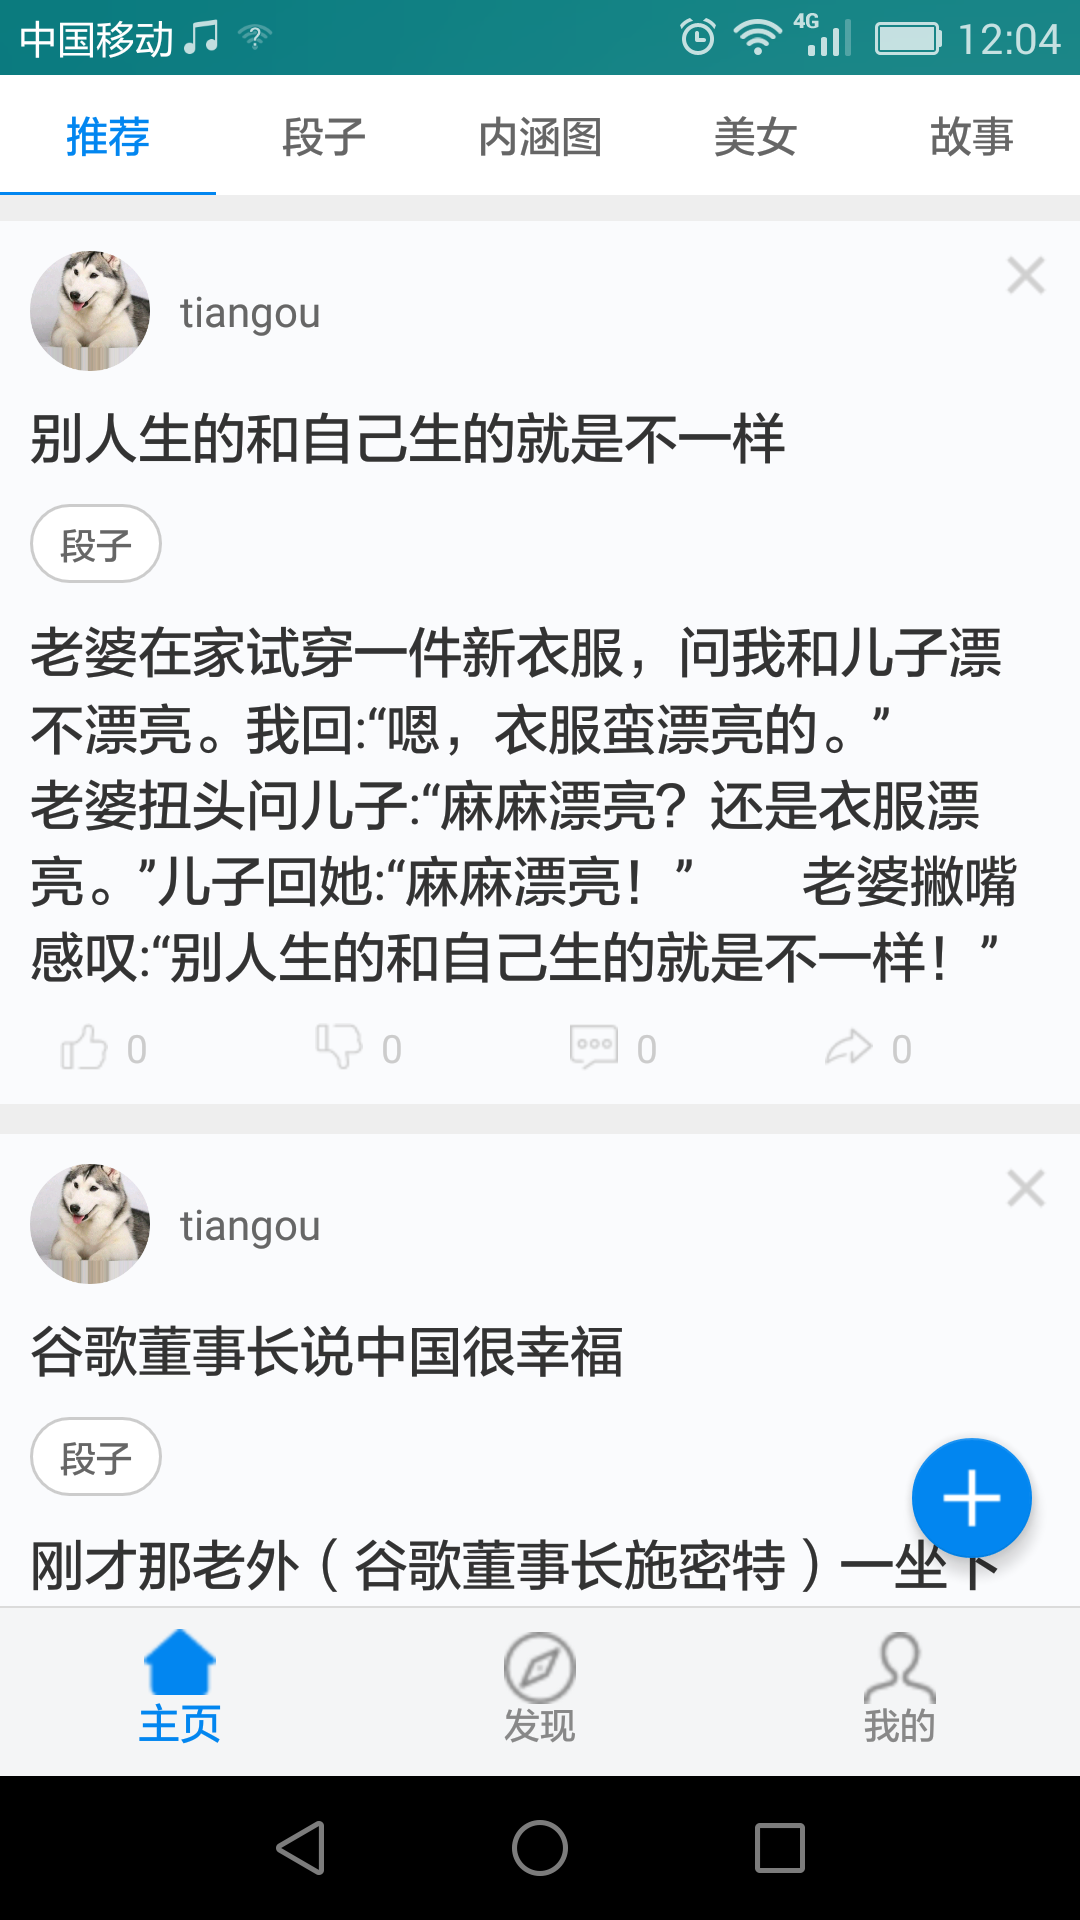 中国移动 4G 12:04
推荐 段子 内涵图 美女 故事
tiangou
别人生的和自己生的就是不一样
段子
老婆在家试穿一件新衣服，问我和儿子漂
不漂亮。我回:“嗯，衣服蛮漂亮的。”
老婆扭头问儿子:“麻麻漂亮？还是衣服漂
亮。”儿子回她:“麻麻漂亮！” 老婆撇嘴
感叹:“别人生的和自己生的就是不一样！”
0 0 0 0
tiangou
谷歌董事长说中国很幸福
段子
刚才那老外（谷歌董事长施密特）一坐下
主页 发现 我的